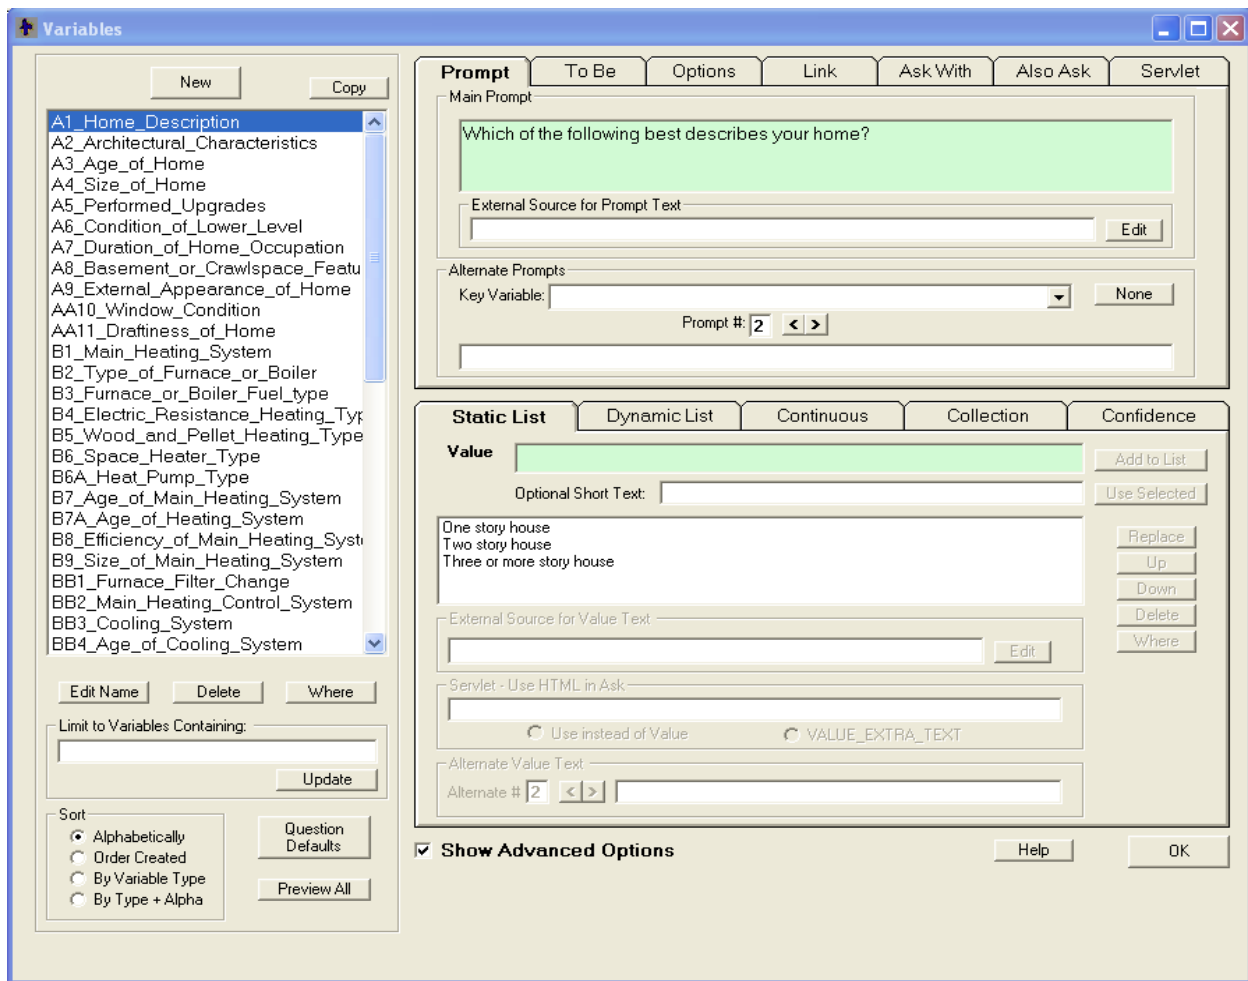 Variables
New
Copy
A1_Home_Description
A2_Architectural_Characteristics
A3_Age_of_Home
A4_Size_of_Home
A5_Performed_Upgrades
A6_Condition_of_Lower_Level
A7_Duration_of_Home_Occupation
A8_Basement_or_Crawlspace_Featu
A9_External_Appearance_of_Home
AA10_Window_Condition
AA11_Draftiness_of_Home
B1_Main_Heating_System
B2_Type_of_Furnace_or_Boiler
B3_Furnace_or_Boiler_Fuel_type
B4_Electric_Resistance_Heating_Typ
B5_Wood_and_Pellet_Heating_Type
B6_Space_Heater_Type
B6A_Heat_Pump_Type
B7_Age_of_Main_Heating_System
B7A_Age_of_Heating_System
B8_Efficiency_of_Main_Heating_Syst
B9_Size_of_Main_Heating_System
BB1_Furnace_Filter_Change
BB2_Main_Heating_Control_System
BB3_Cooling_System
BB4_Age_of_Cooling_System
Edit Name Delete Where
Limit to Variables Containing:
Update
Sort
Alphabetically
Order Created
By Variable Type
By Type + Alpha
Question
Defaults
Preview All
Prompt To Be Options Link Ask With Also Ask Servlet
Main Prompt
Which of the following best describes your home?
External Source for Prompt Text
Edit
Alternate Prompts
Key Variable: None
Prompt #: 2 < >
Static List Dynamic List Continuous Collection Confidence
Value Add to List
Optional Short Text: Use Selected
One story house
Two story house
Three or more story house
Replace
Up
Down
Delete
Where
External Source for Value Text
Edit
Servlet - Use HTML in Ask
Use instead of Value VALUE_EXTRA_TEXT
Alternate Value Text
Alternate # 2 < >
Show Advanced Options Help OK